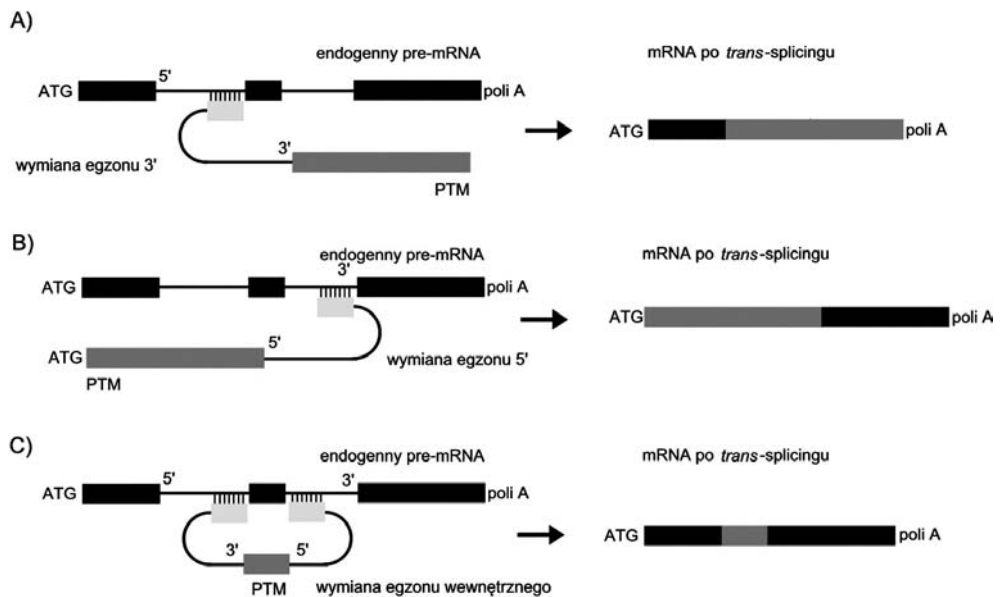 A)
endogenny pre-mRNA
mRNA po trans-splicingu
ATG 5' poli A
ATG poli A
3'
wymiana egzonu 3'
PTM
B)
endogenny pre-mRNA
mRNA po trans-splicingu
3'
ATG poli A
ATG poli A
5'
ATG
wymiana egzonu 5'
PTM
C)
endogenny pre-mRNA
mRNA po trans-splicingu
5' 3'
ATG poli A
ATG poli A
3' 5'
PTM
wymiana egzonu wewnętrznego